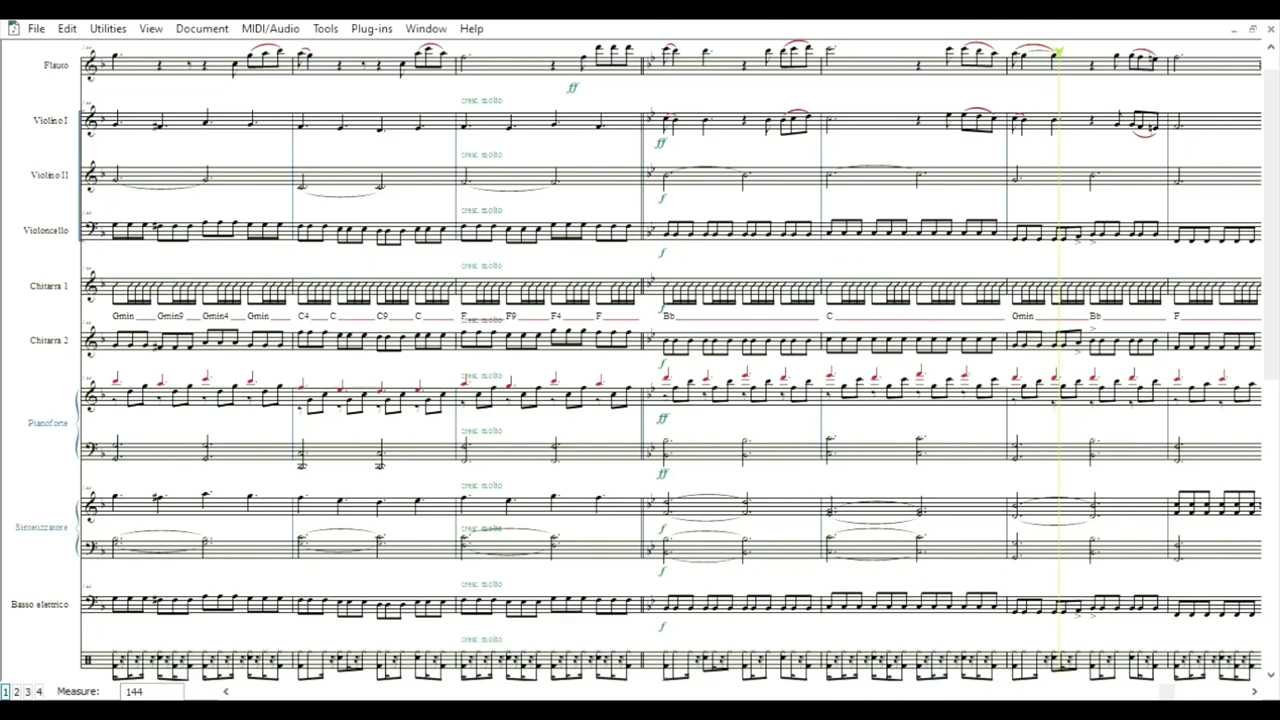 File Edit Utilities View Document MIDI/Audio Tools Plug-ins Window Help
Flauto
ff
cresc. molto
Violino I
ff
cresc. molto
Violino II
f
cresc. molto
Violoncello
f
cresc. molto
Chitarra 1
f
Gmin Gmin9 Gmin4 Gmin C4 C C9 C F F9 F4 F Bb C Gmin Bb F
cresc. molto
Chitarra 2
f
cresc. molto
Pianoforte
ff
cresc. molto
ff
cresc. molto
Sintetizzatore
f
cresc. molto
f
cresc. molto
Basso elettrico
f
cresc. molto
1 2 3 4 Measure: 144